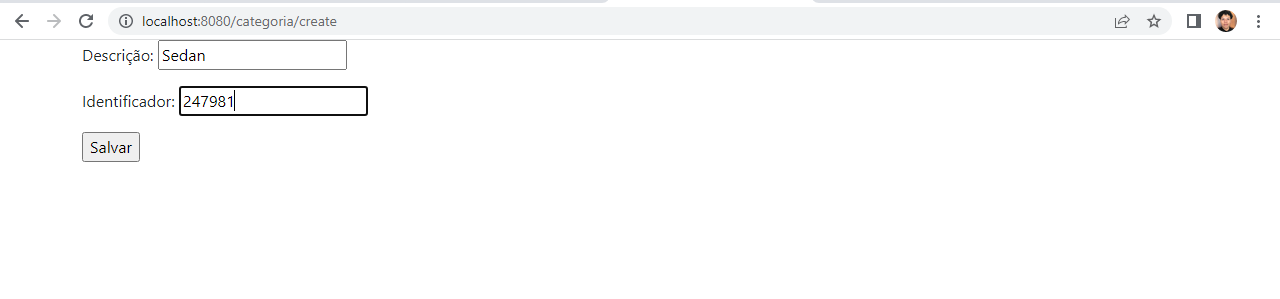 localhost:8080/categoria/create
Descrição: Sedan
Identificador: 247981
Salvar